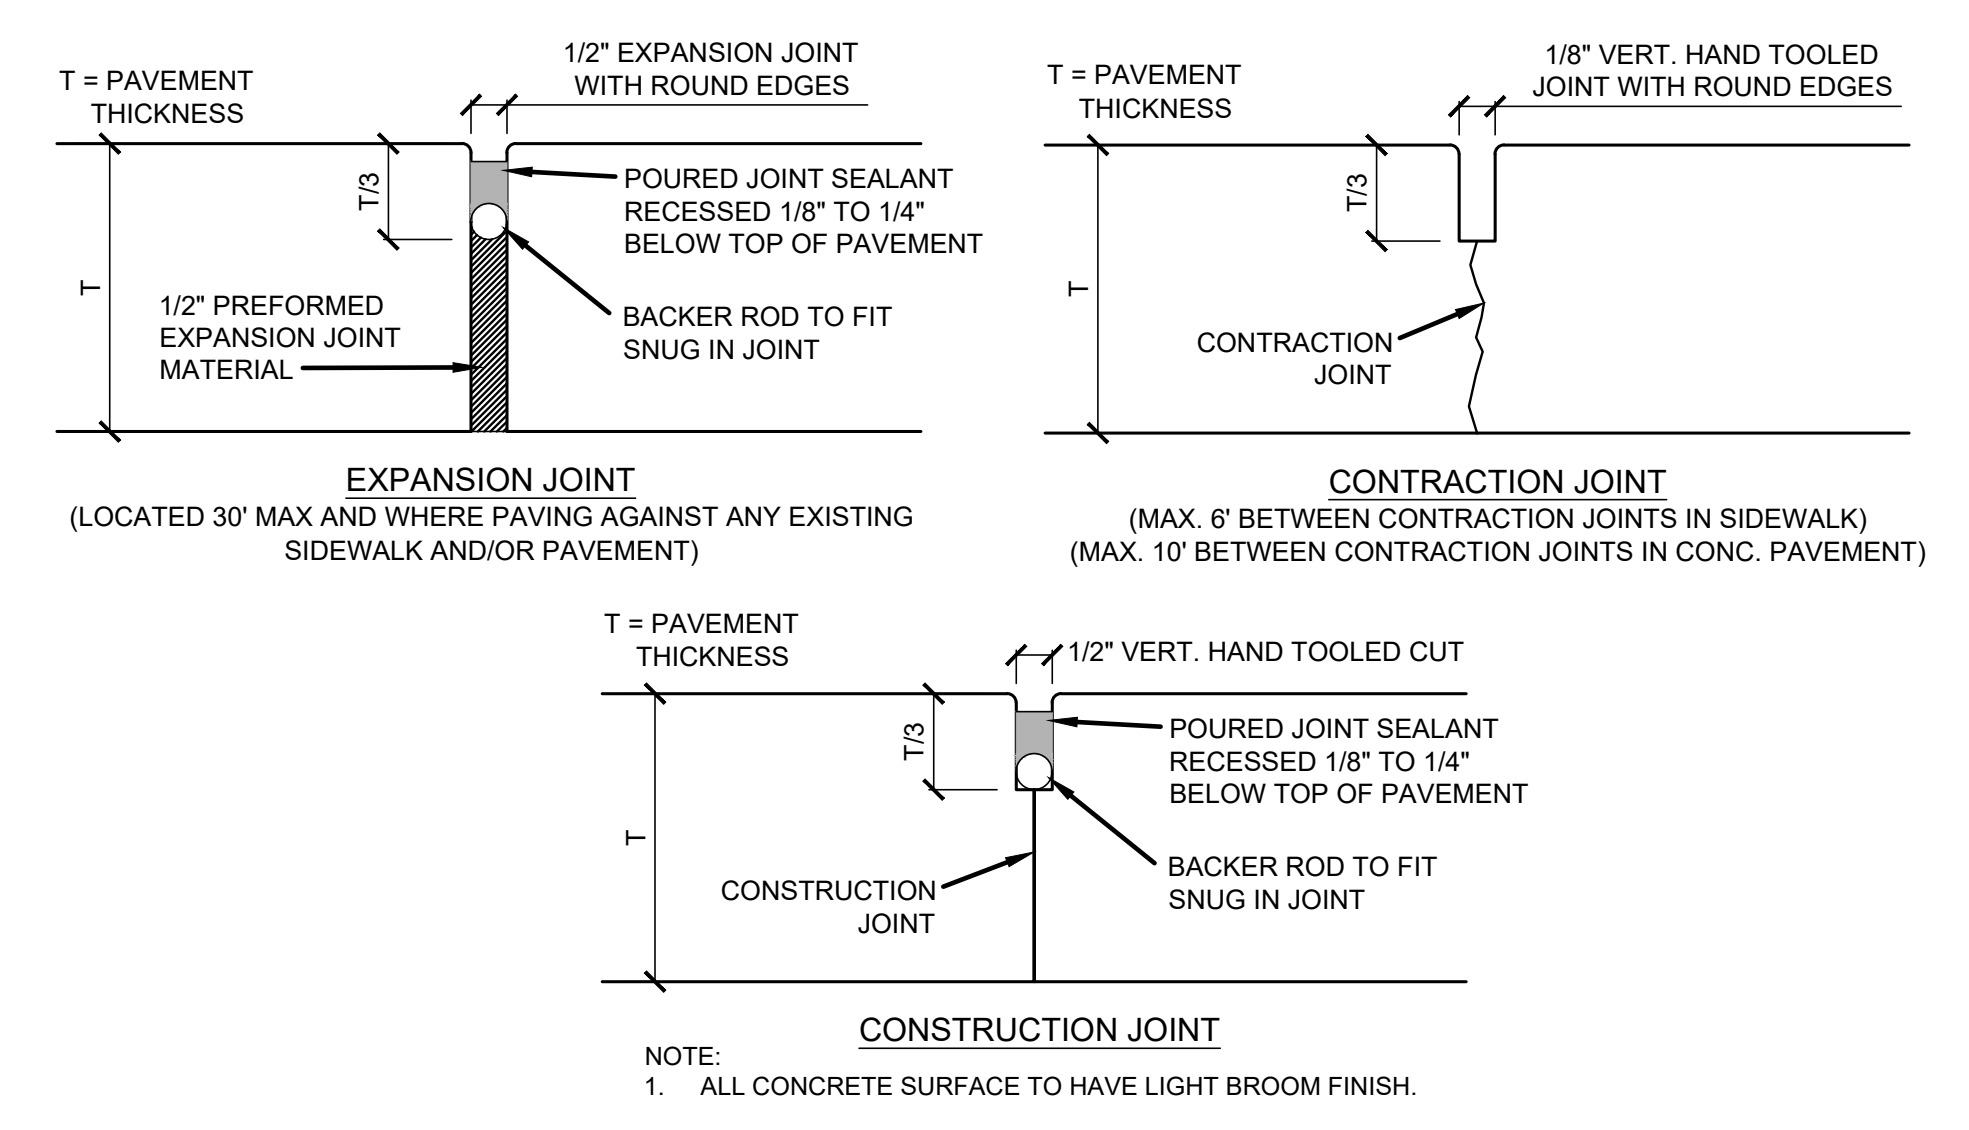 T = PAVEMENT
THICKNESS
1/2" EXPANSION JOINT
WITH ROUND EDGES
T/3
T
POURED JOINT SEALANT
RECESSED 1/8" TO 1/4"
BELOW TOP OF PAVEMENT
1/2" PREFORMED
EXPANSION JOINT
MATERIAL
BACKER ROD TO FIT
SNUG IN JOINT
EXPANSION JOINT
(LOCATED 30' MAX AND WHERE PAVING AGAINST ANY EXISTING
SIDEWALK AND/OR PAVEMENT)
T = PAVEMENT
THICKNESS
1/8" VERT. HAND TOOLED
JOINT WITH ROUND EDGES
T/3
T
CONTRACTION
JOINT
CONTRACTION JOINT
(MAX. 6' BETWEEN CONTRACTION JOINTS IN SIDEWALK)
(MAX. 10' BETWEEN CONTRACTION JOINTS IN CONC. PAVEMENT)
T = PAVEMENT
THICKNESS
1/2" VERT. HAND TOOLED CUT
T/3
T
POURED JOINT SEALANT
RECESSED 1/8" TO 1/4"
BELOW TOP OF PAVEMENT
BACKER ROD TO FIT
SNUG IN JOINT
CONSTRUCTION
JOINT
CONSTRUCTION JOINT
NOTE:
1. ALL CONCRETE SURFACE TO HAVE LIGHT BROOM FINISH.